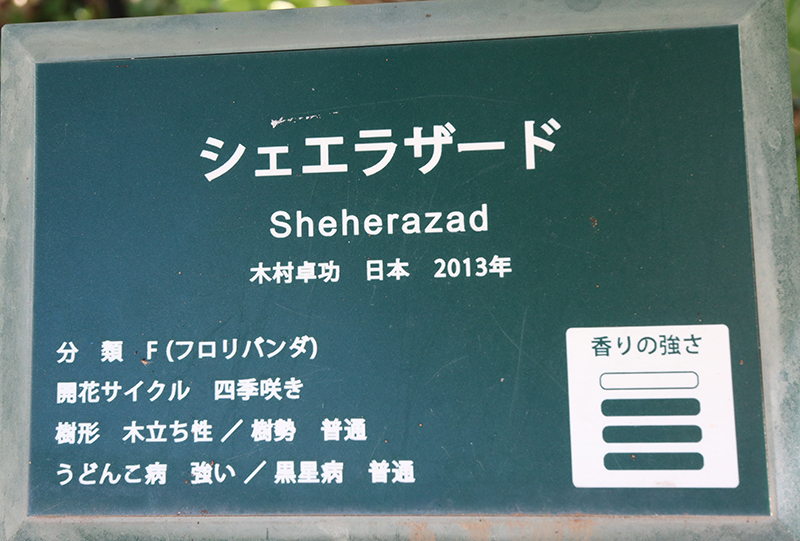 シェエラザード
Sheherazad
木村卓功　日本　2013年
分　類　F (フロリバンダ)
開花サイクル　四季咲き
樹形　木立ち性 ／ 樹勢　普通
うどんこ病　強い ／ 黒星病　普通
香りの強さ